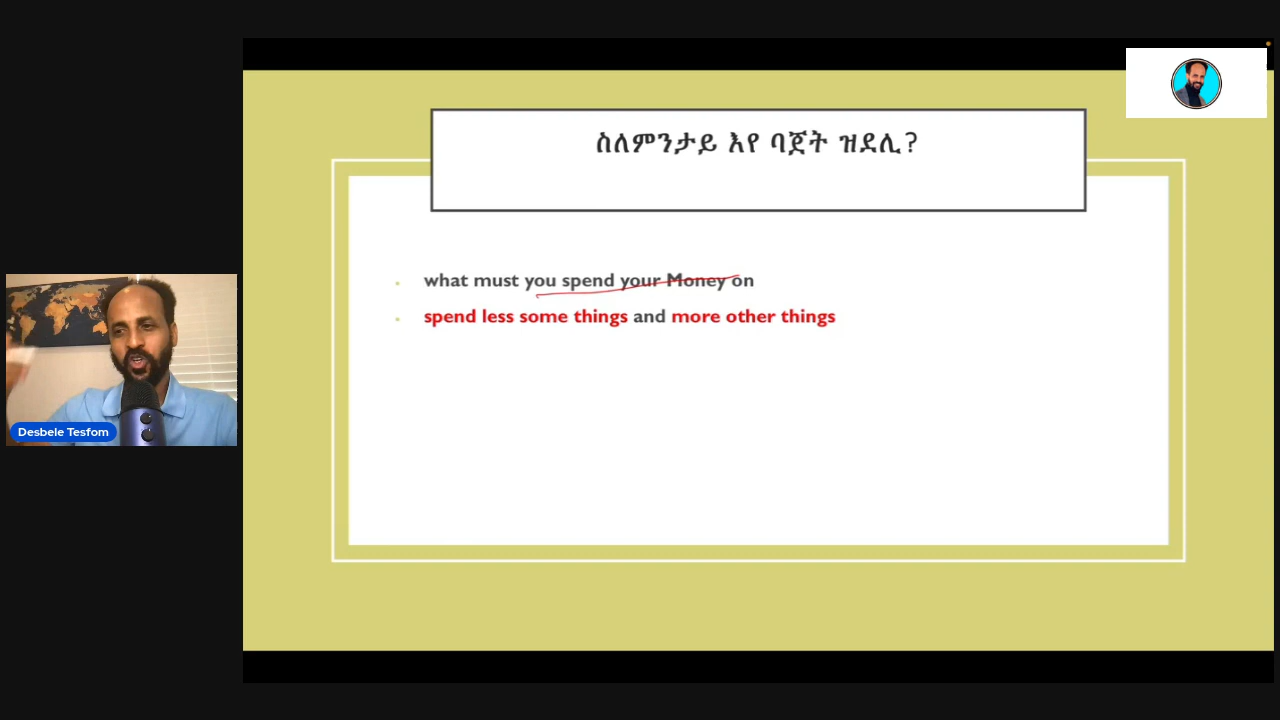 ስለምንታይ እየ ባጀት ዝደሊ?
what must you spend your Money on
spend less some things and more other things
Desbele Tesfom